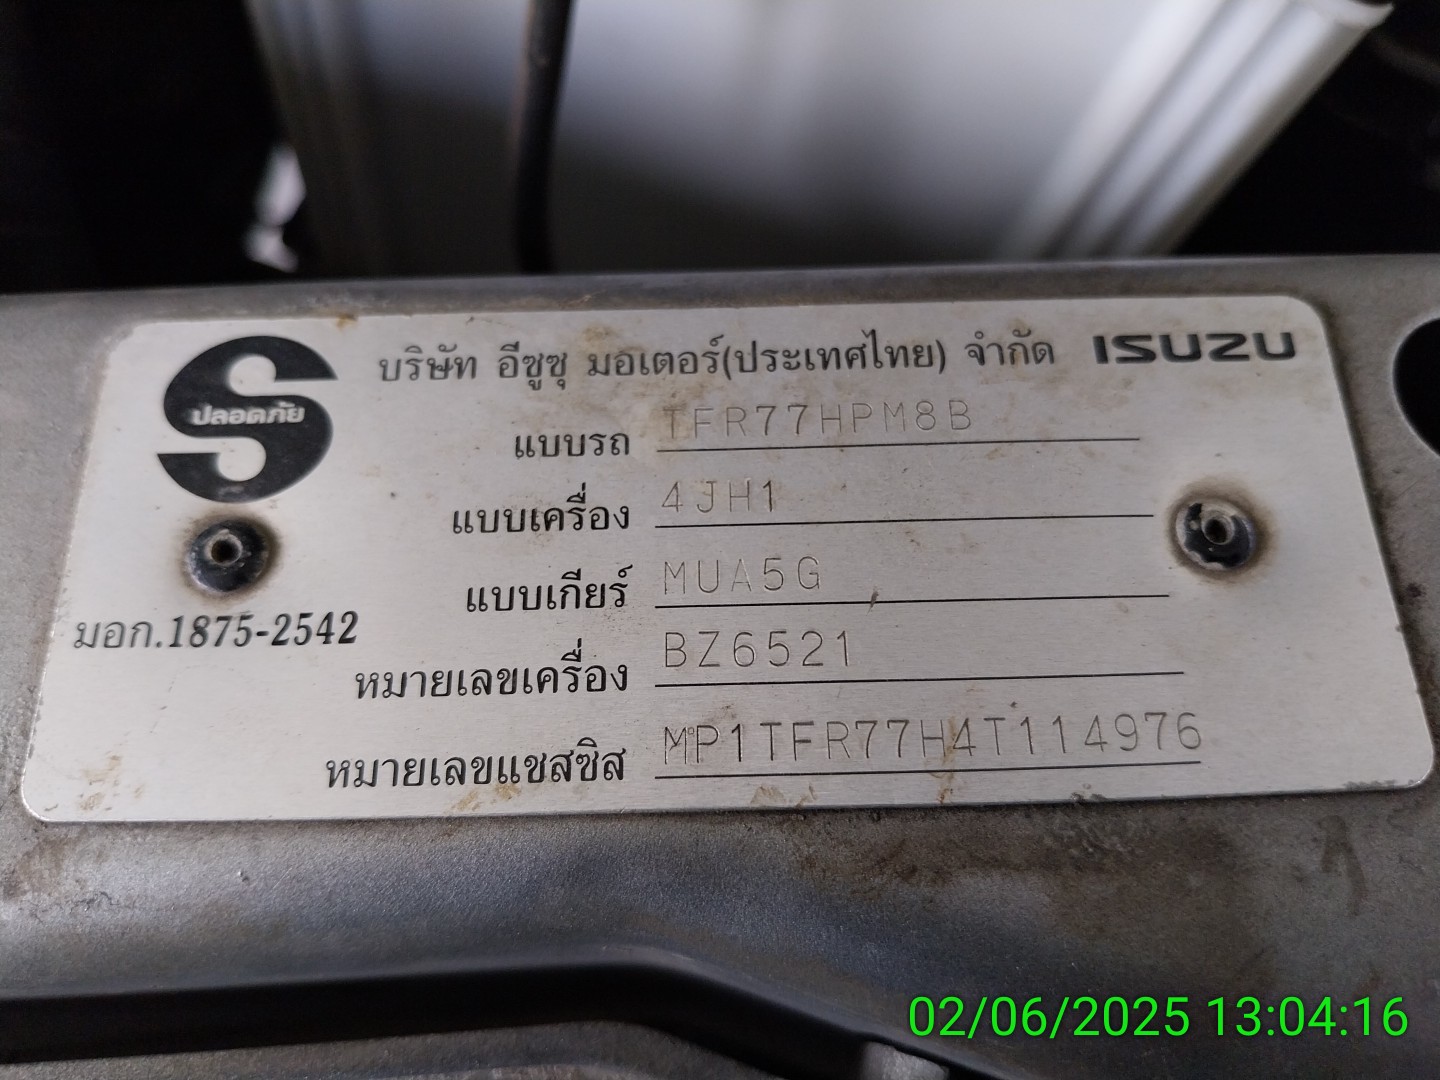 บริษัท อีซูซุ มอเตอร์(ประเทศไทย) จำกัด ISUZU
ปลอดภัย
แบบรถ TFR77HPM8B
แบบเครื่อง 4JH1
แบบเกียร์ MUA5G
มอก.1875-2542
หมายเลขเครื่อง BZ6521
หมายเลขแชสซิส MP1TFR77H4T114976
02/06/2025 13:04:16